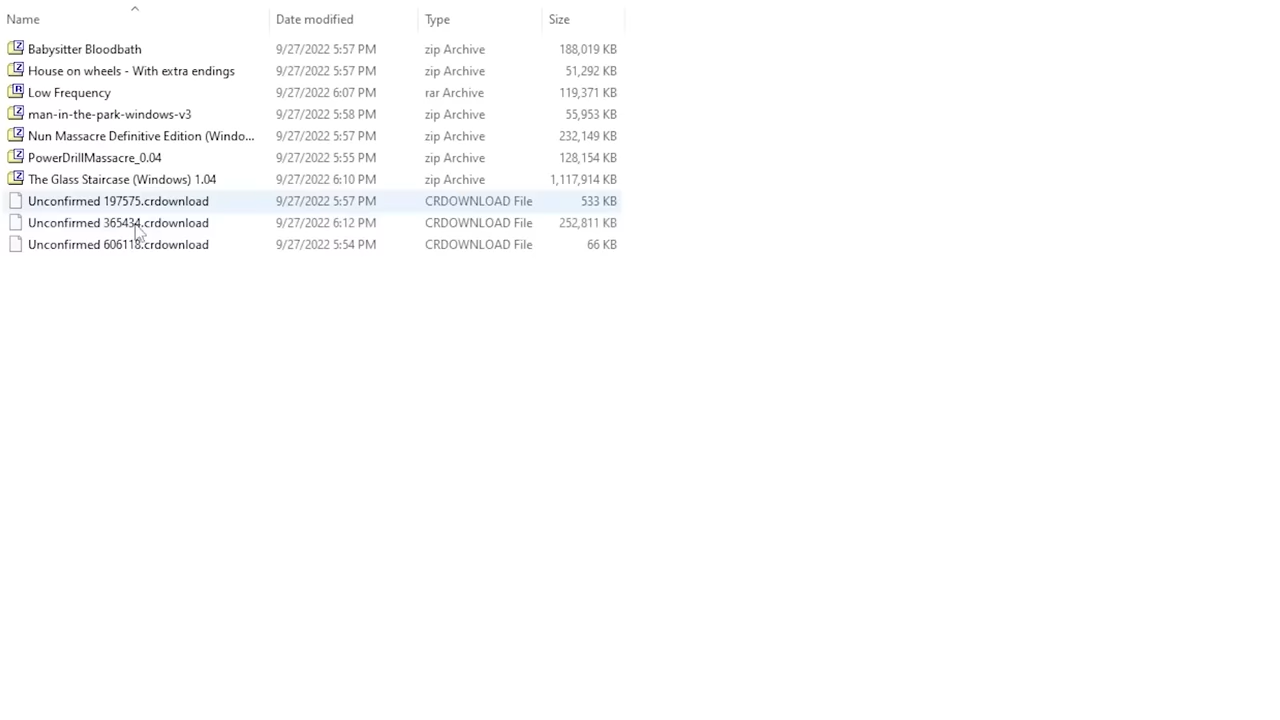 Name Date modified Type Size
Babysitter Bloodbath 9/27/2022 5:57 PM zip Archive 188,019 KB
House on wheels - With extra endings 9/27/2022 5:57 PM zip Archive 51,292 KB
Low Frequency 9/27/2022 6:07 PM rar Archive 119,371 KB
man-in-the-park-windows-v3 9/27/2022 5:58 PM zip Archive 55,953 KB
Nun Massacre Definitive Edition (Windo... 9/27/2022 5:57 PM zip Archive 232,149 KB
PowerDrillMassacre_0.04 9/27/2022 5:55 PM zip Archive 128,154 KB
The Glass Staircase (Windows) 1.04 9/27/2022 6:10 PM zip Archive 1,117,914 KB
Unconfirmed 197575.crdownload 9/27/2022 5:57 PM CRDOWNLOAD File 533 KB
Unconfirmed 365434.crdownload 9/27/2022 6:12 PM CRDOWNLOAD File 252,811 KB
Unconfirmed 606118.crdownload 9/27/2022 5:54 PM CRDOWNLOAD File 66 KB